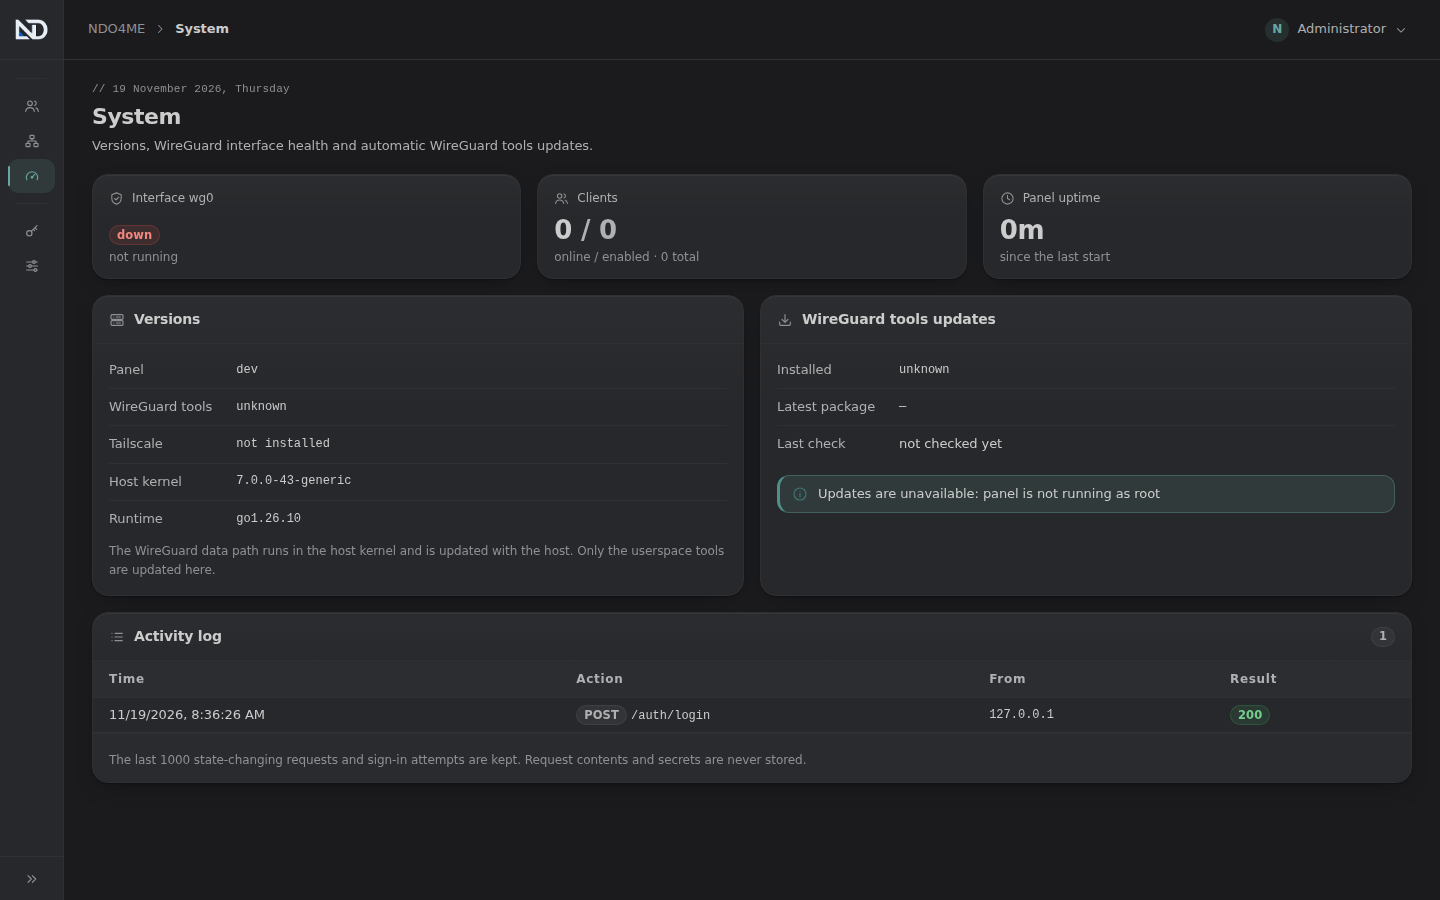 ND
NDO4ME > System
N Administrator
// 19 November 2026, Thursday
System
Versions, WireGuard interface health and automatic WireGuard tools updates.
Interface wg0
down
not running
Clients
0 / 0
online / enabled · 0 total
Panel uptime
0m
since the last start
Versions
Panel dev
WireGuard tools unknown
Tailscale not installed
Host kernel 7.0.0-43-generic
Runtime go1.26.10
The WireGuard data path runs in the host kernel and is updated with the host. Only the userspace tools
are updated here.
WireGuard tools updates
Installed unknown
Latest package —
Last check not checked yet
Updates are unavailable: panel is not running as root
Activity log 1
Time Action From Result
11/19/2026, 8:36:26 AM POST /auth/login 127.0.0.1 200
The last 1000 state-changing requests and sign-in attempts are kept. Request contents and secrets are never stored.